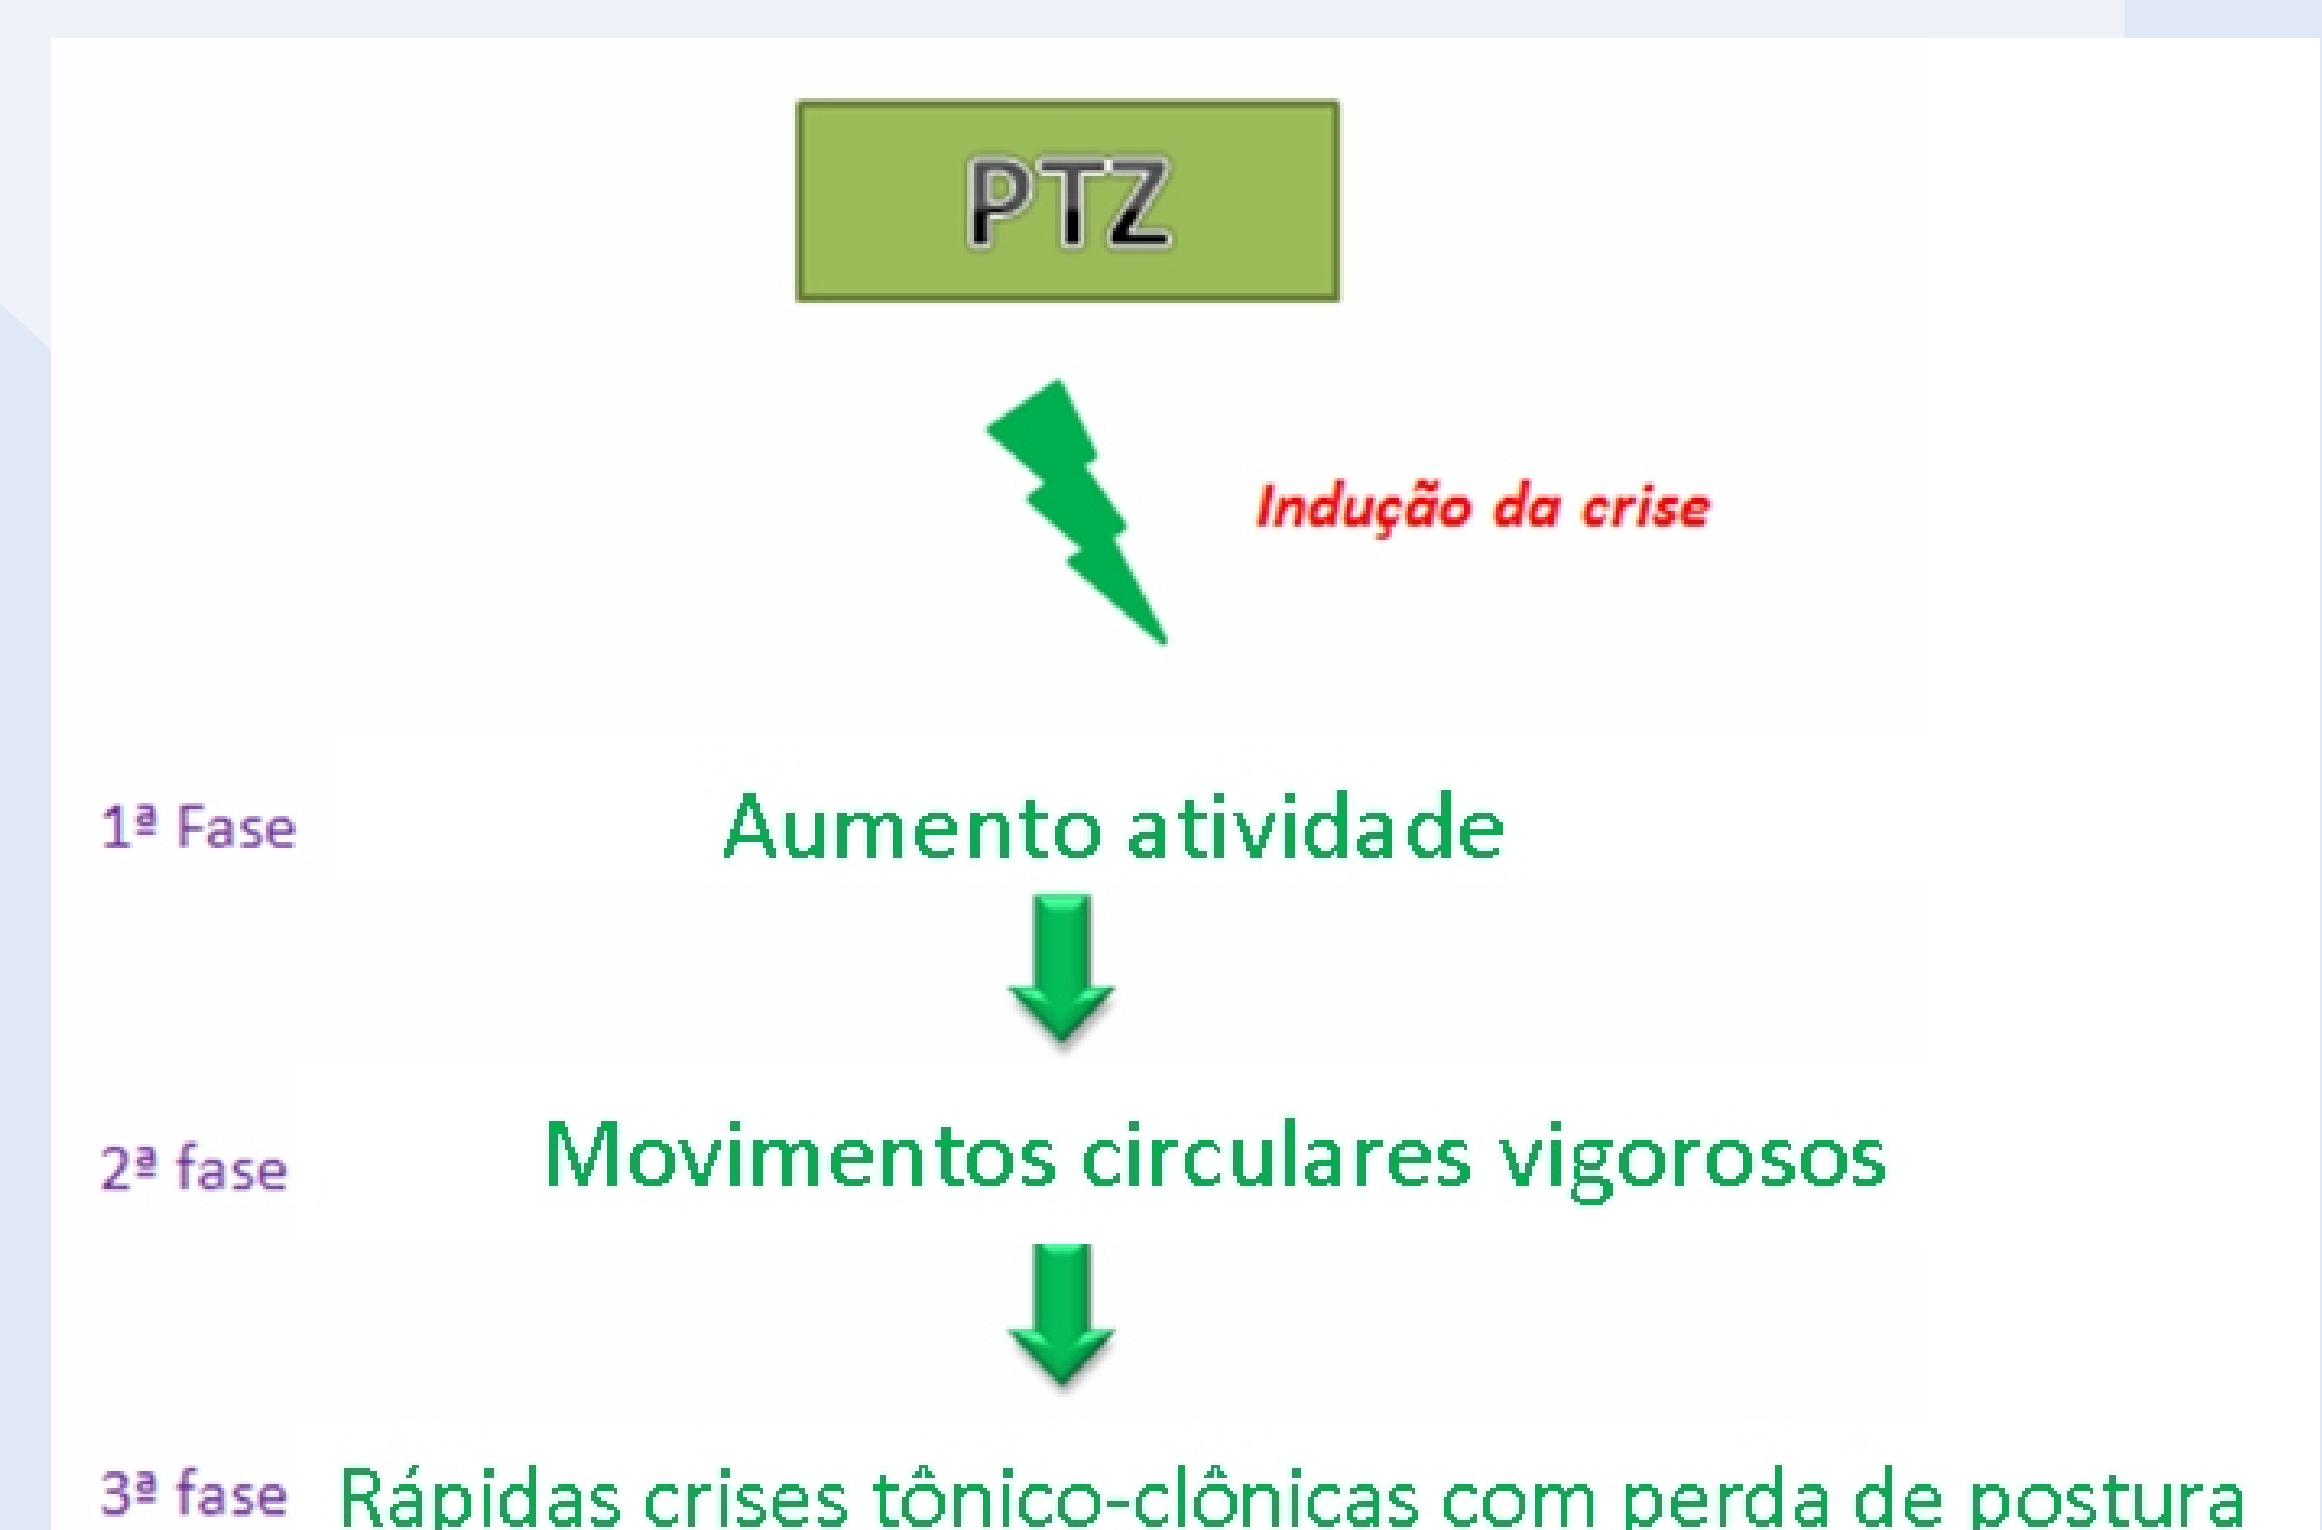 PTZ
Indução da crise
1ª Fase Aumento atividade
2ª fase Movimentos circulares vigorosos
3ª fase Rápidas crises tônico-clônicas com perda de postura